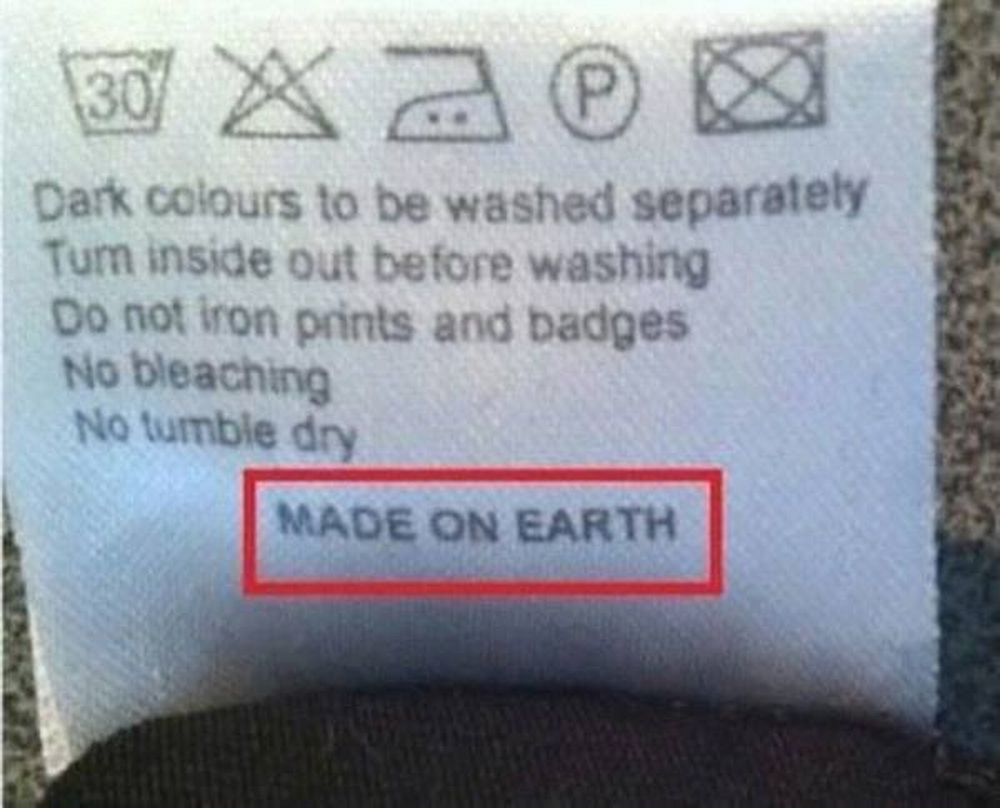 30 P
Dark colours to be washed separately
Turn inside out before washing
Do not iron prints and badges
No bleaching
No tumble dry
MADE ON EARTH